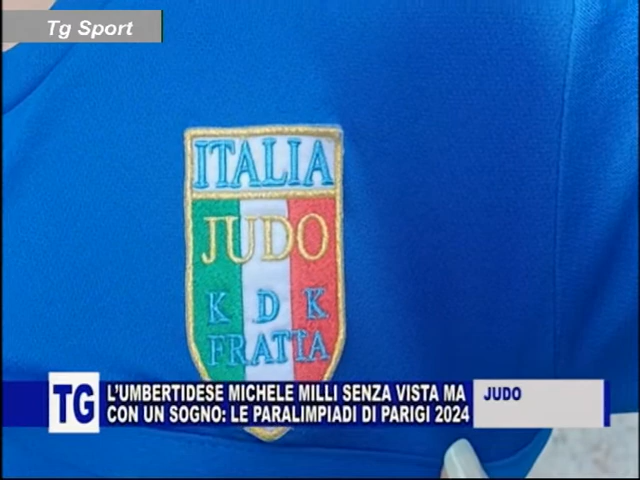 Tg Sport
ITALIA
JUDO
K D K
FRATTA
TG
L'UMBERTIDESE MICHELE MILLI SENZA VISTA MA
CON UN SOGNO: LE PARALIMPIADI DI PARIGI 2024
JUDO